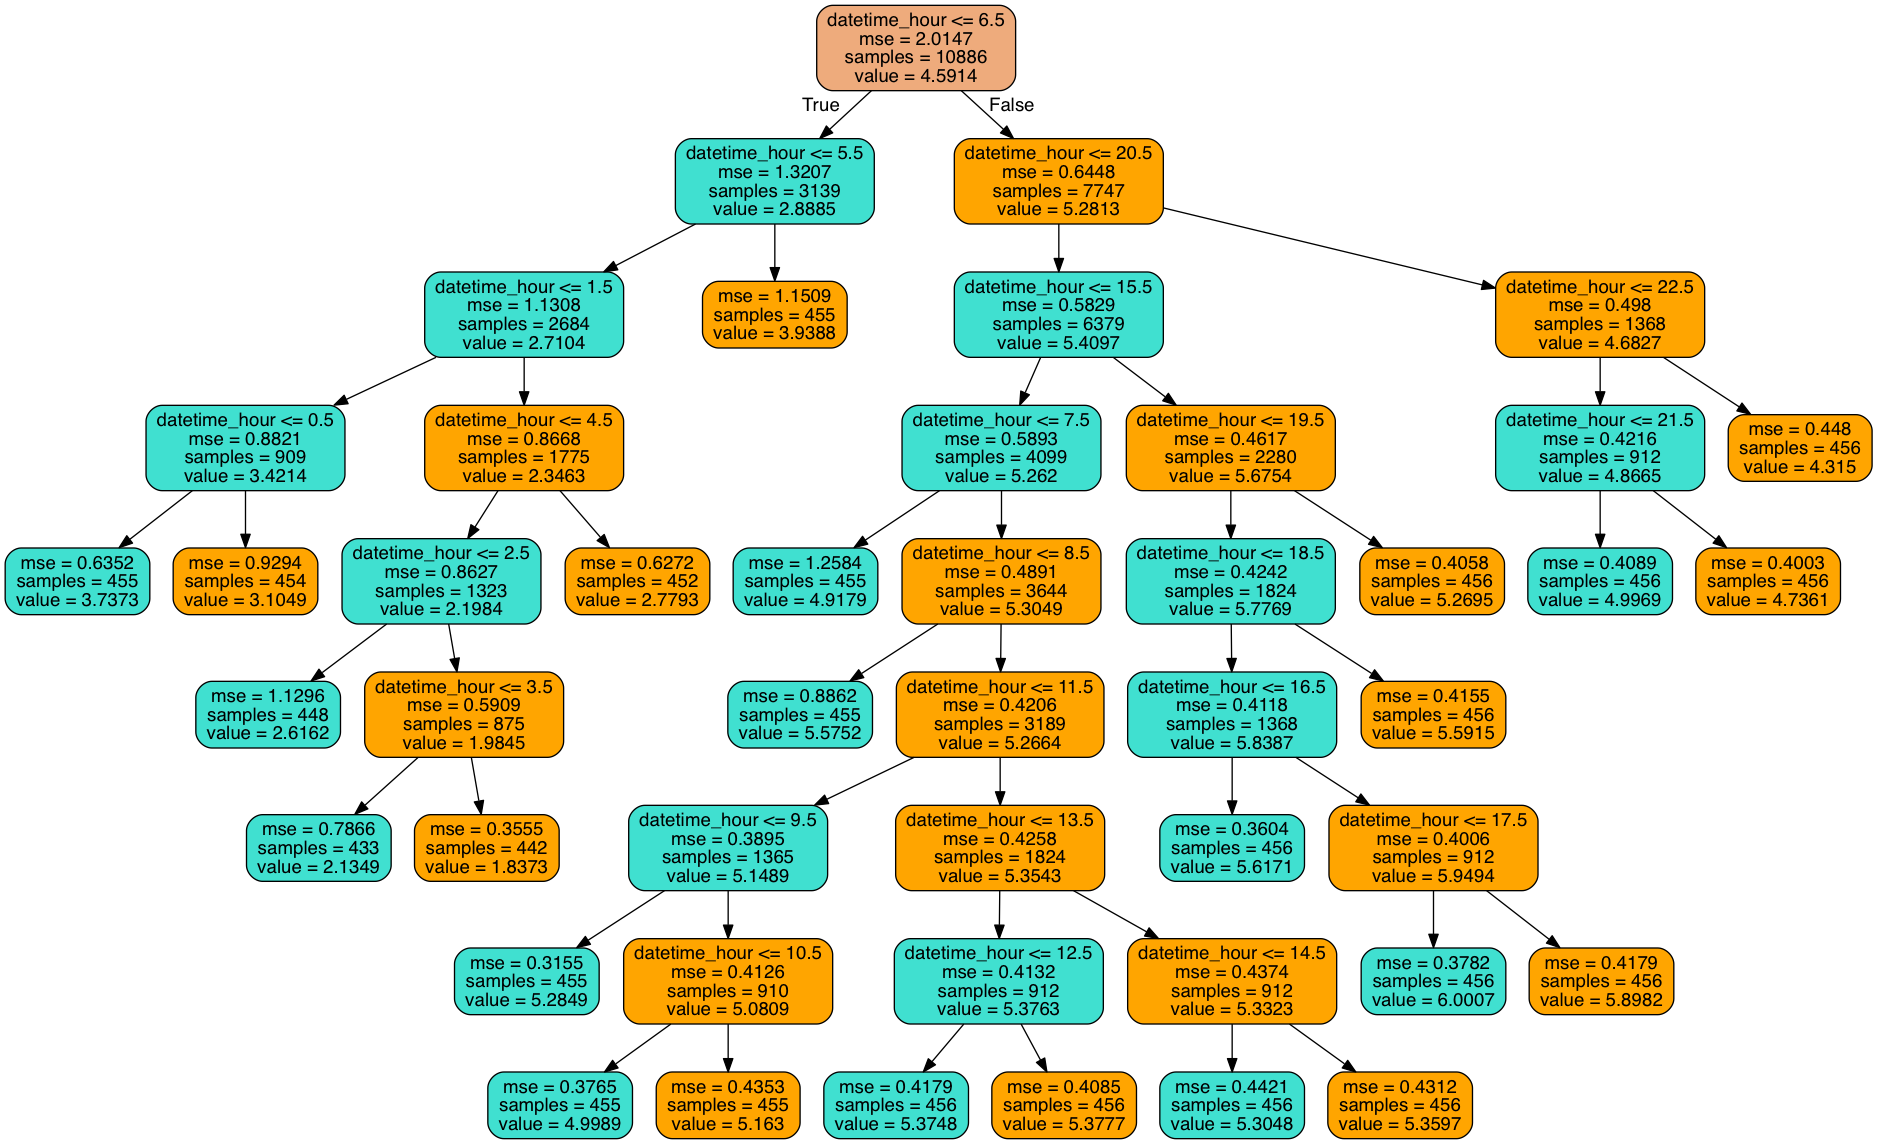 datetime_hour <= 6.5
mse = 2.0147
samples = 10886
value = 4.5914
True
False
datetime_hour <= 5.5
mse = 1.3207
samples = 3139
value = 2.8885
datetime_hour <= 20.5
mse = 0.6448
samples = 7747
value = 5.2813
datetime_hour <= 1.5
mse = 1.1308
samples = 2684
value = 2.7104
mse = 1.1509
samples = 455
value = 3.9388
datetime_hour <= 15.5
mse = 0.5829
samples = 6379
value = 5.4097
datetime_hour <= 22.5
mse = 0.498
samples = 1368
value = 4.6827
datetime_hour <= 0.5
mse = 0.8821
samples = 909
value = 3.4214
datetime_hour <= 4.5
mse = 0.8668
samples = 1775
value = 2.3463
datetime_hour <= 7.5
mse = 0.5893
samples = 4099
value = 5.262
datetime_hour <= 19.5
mse = 0.4617
samples = 2280
value = 5.6754
datetime_hour <= 21.5
mse = 0.4216
samples = 912
value = 4.8665
mse = 0.448
samples = 456
value = 4.315
mse = 0.6352
samples = 455
value = 3.7373
mse = 0.9294
samples = 454
value = 3.1049
datetime_hour <= 2.5
mse = 0.8627
samples = 1323
value = 2.1984
mse = 0.6272
samples = 452
value = 2.7793
mse = 1.2584
samples = 455
value = 4.9179
datetime_hour <= 8.5
mse = 0.4891
samples = 3644
value = 5.3049
datetime_hour <= 18.5
mse = 0.4242
samples = 1824
value = 5.7769
mse = 0.4058
samples = 456
value = 5.2695
mse = 0.4089
samples = 456
value = 4.9969
mse = 0.4003
samples = 456
value = 4.7361
mse = 1.1296
samples = 448
value = 2.6162
datetime_hour <= 3.5
mse = 0.5909
samples = 875
value = 1.9845
mse = 0.8862
samples = 455
value = 5.5752
datetime_hour <= 11.5
mse = 0.4206
samples = 3189
value = 5.2664
datetime_hour <= 16.5
mse = 0.4118
samples = 1368
value = 5.8387
mse = 0.4155
samples = 456
value = 5.5915
mse = 0.7866
samples = 433
value = 2.1349
mse = 0.3555
samples = 442
value = 1.8373
datetime_hour <= 9.5
mse = 0.3895
samples = 1365
value = 5.1489
datetime_hour <= 13.5
mse = 0.4258
samples = 1824
value = 5.3543
mse = 0.3604
samples = 456
value = 5.6171
datetime_hour <= 17.5
mse = 0.4006
samples = 912
value = 5.9494
mse = 0.3155
samples = 455
value = 5.2849
datetime_hour <= 10.5
mse = 0.4126
samples = 910
value = 5.0809
datetime_hour <= 12.5
mse = 0.4132
samples = 912
value = 5.3763
datetime_hour <= 14.5
mse = 0.4374
samples = 912
value = 5.3323
mse = 0.3782
samples = 456
value = 6.0007
mse = 0.4179
samples = 456
value = 5.8982
mse = 0.3765
samples = 455
value = 4.9989
mse = 0.4353
samples = 455
value = 5.163
mse = 0.4179
samples = 456
value = 5.3748
mse = 0.4085
samples = 456
value = 5.3777
mse = 0.4421
samples = 456
value = 5.3048
mse = 0.4312
samples = 456
value = 5.3597